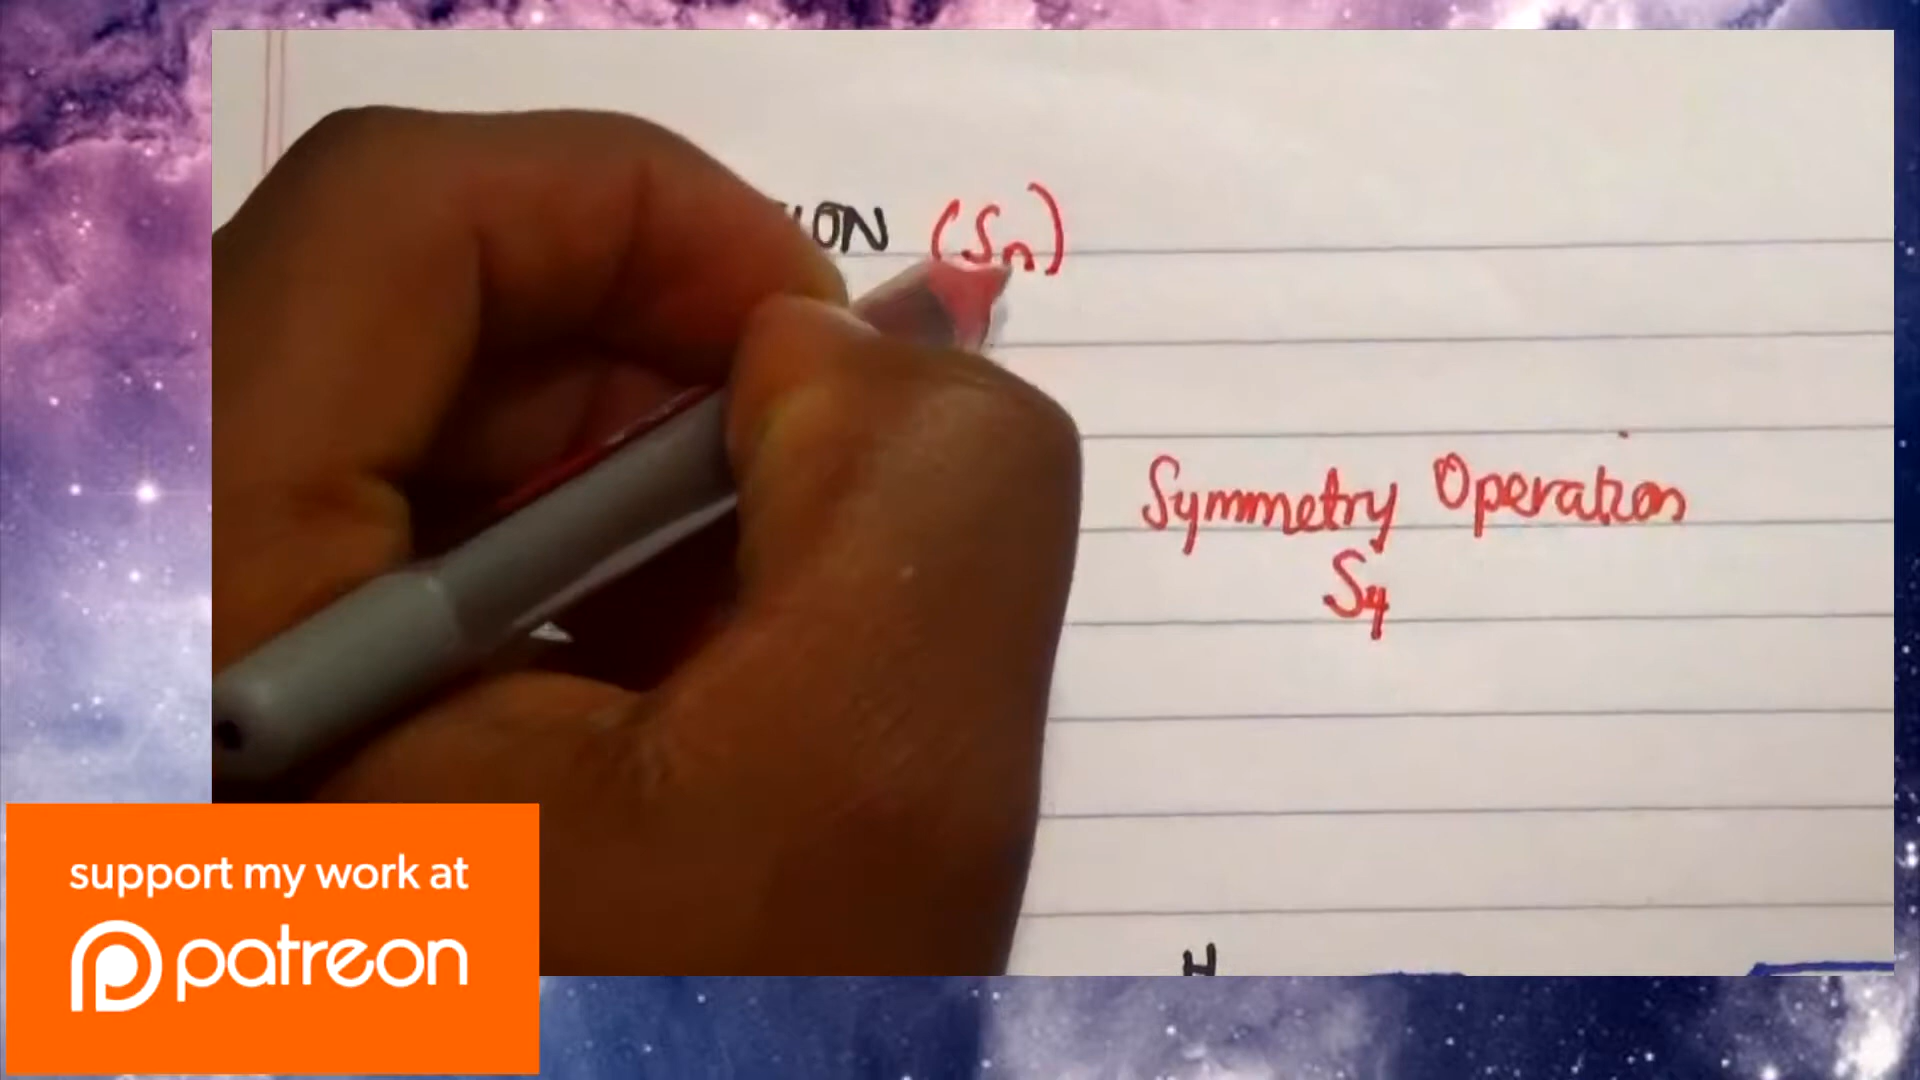 ION (Sn)
Symmetry Operation
S4
H
support my work at
patreon